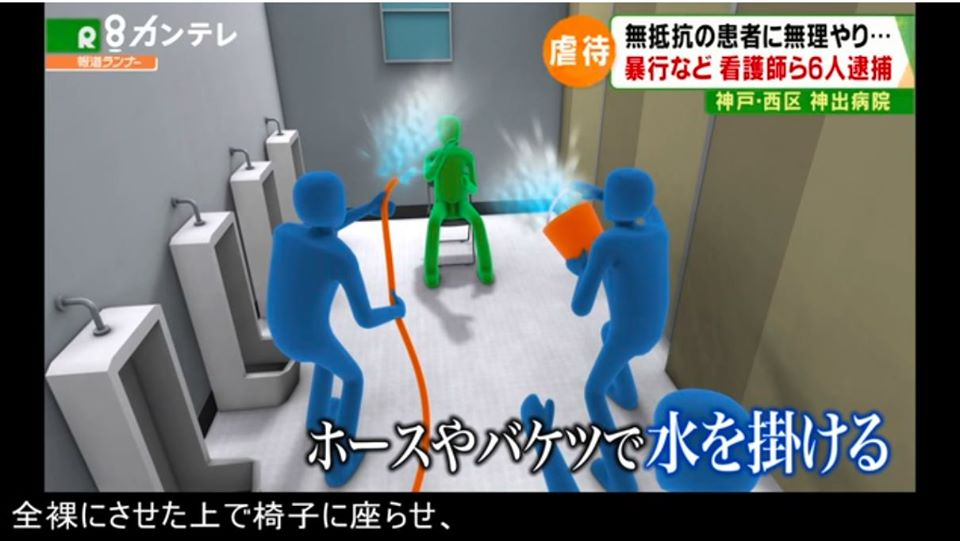 R8カンテレ
報道ランナー
虐待
無抵抗の患者に無理やり…
暴行など 看護師ら6人逮捕
神戸・西区 神出病院
ホースやバケツで水を掛ける
全裸にさせた上で椅子に座らせ、